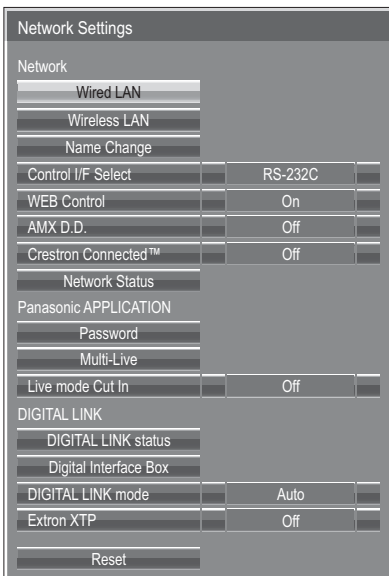 Network Settings
Network
Wired LAN
Wireless LAN
Name Change
Control I/F Select RS-232C
WEB Control On
AMX D.D. Off
Crestron Connected™ Off
Network Status
Panasonic APPLICATION
Password
Multi-Live
Live mode Cut In Off
DIGITAL LINK
DIGITAL LINK status
Digital Interface Box
DIGITAL LINK mode Auto
Extron XTP Off
Reset